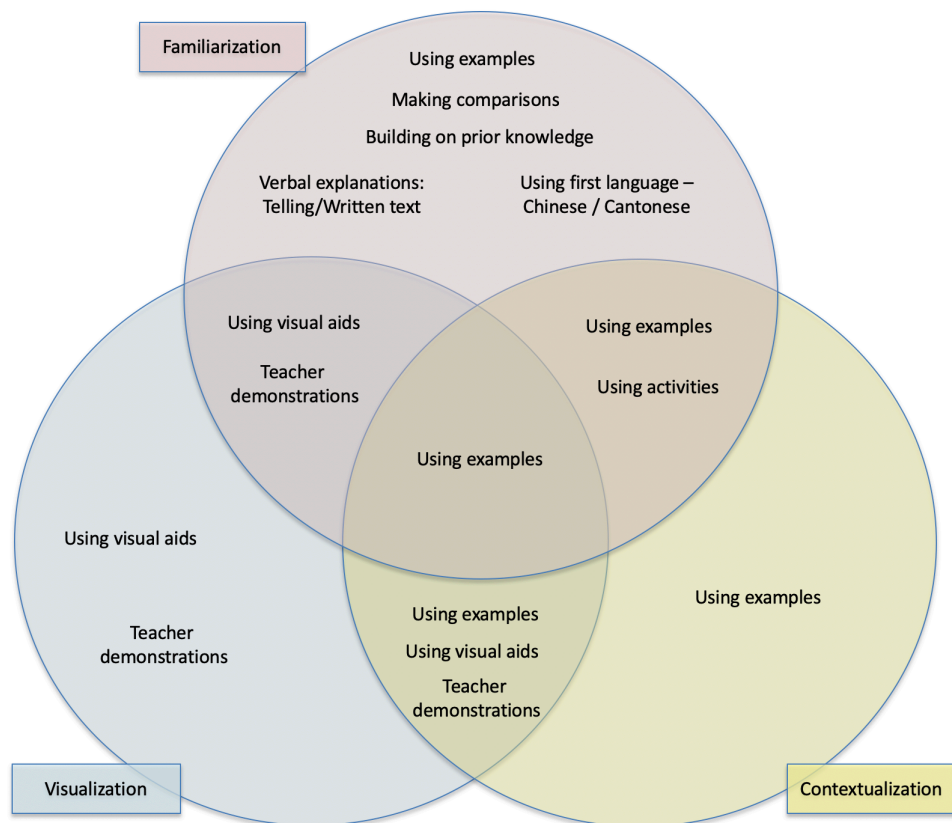 Familiarization
Using examples
Making comparisons
Building on prior knowledge
Verbal explanations:
Telling/Written text
Using first language –
Chinese / Cantonese
Using visual aids
Teacher
demonstrations
Using examples
Using activities
Using examples
Using visual aids
Teacher
demonstrations
Using examples
Using visual aids
Teacher
demonstrations
Using examples
Visualization
Contextualization